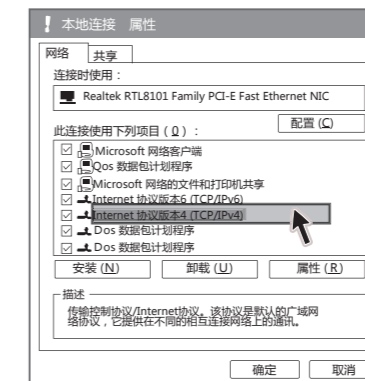 本地连接 属性
网络 共享
连接时使用：
Realtek RTL8101 Family PCI-E Fast Ethernet NIC
配置 (C)
此连接使用下列项目(O)：
Microsoft 网络客户端
Qos 数据包计划程序
Microsoft 网络的文件和打印机共享
Internet 协议版本6 (TCP/IPv6)
Internet 协议版本4 (TCP/IPv4)
Dos 数据包计划程序
Dos 数据包计划程序
安装 (N) 卸载 (U) 属性 (R)
描述
传输控制协议/Internet协议。该协议是默认的广域网
络协议，它提供在不同的相互连接网络上的通讯。
确定 取消